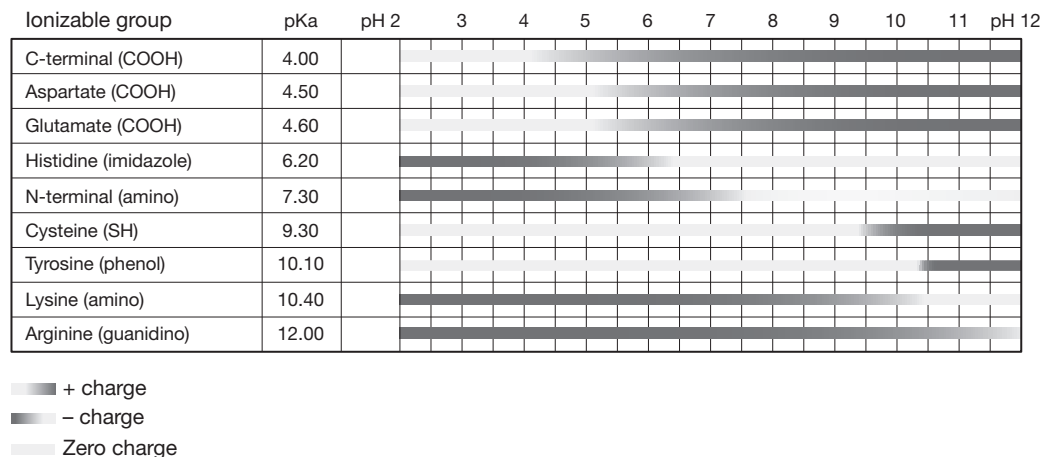 Ionizable group pKa pH 2 3 4 5 6 7 8 9 10 11 pH 12
C-terminal (COOH) 4.00
Aspartate (COOH) 4.50
Glutamate (COOH) 4.60
Histidine (imidazole) 6.20
N-terminal (amino) 7.30
Cysteine (SH) 9.30
Tyrosine (phenol) 10.10
Lysine (amino) 10.40
Arginine (guanidino) 12.00
+ charge
– charge
Zero charge